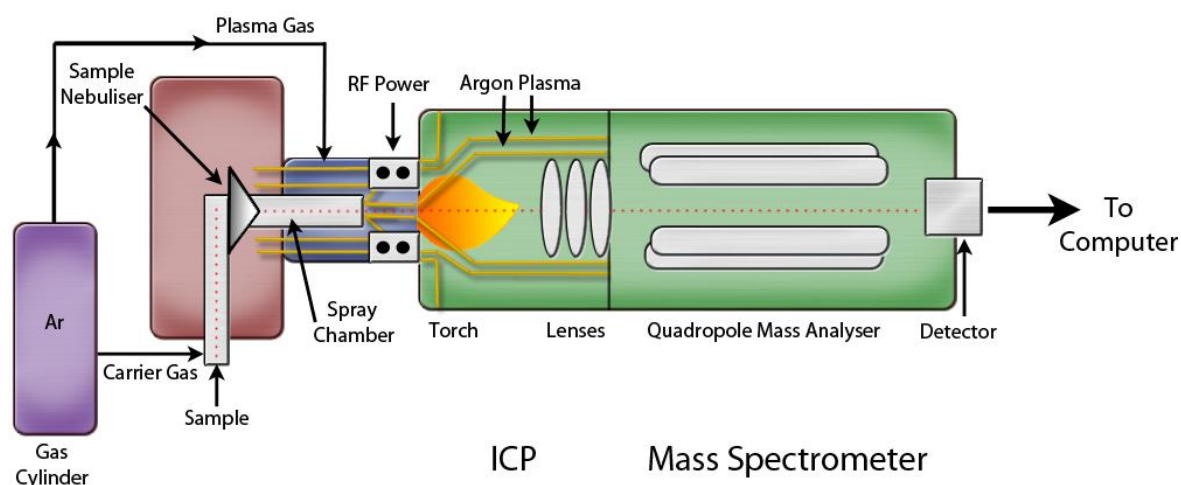 Plasma Gas
Sample
Nebuliser
RF Power
Argon Plasma
To
Computer
Ar
Spray
Chamber
Torch
Lenses
Quadropole Mass Analyser
Detector
Carrier Gas
Sample
Gas
Cylinder
ICP
Mass Spectrometer